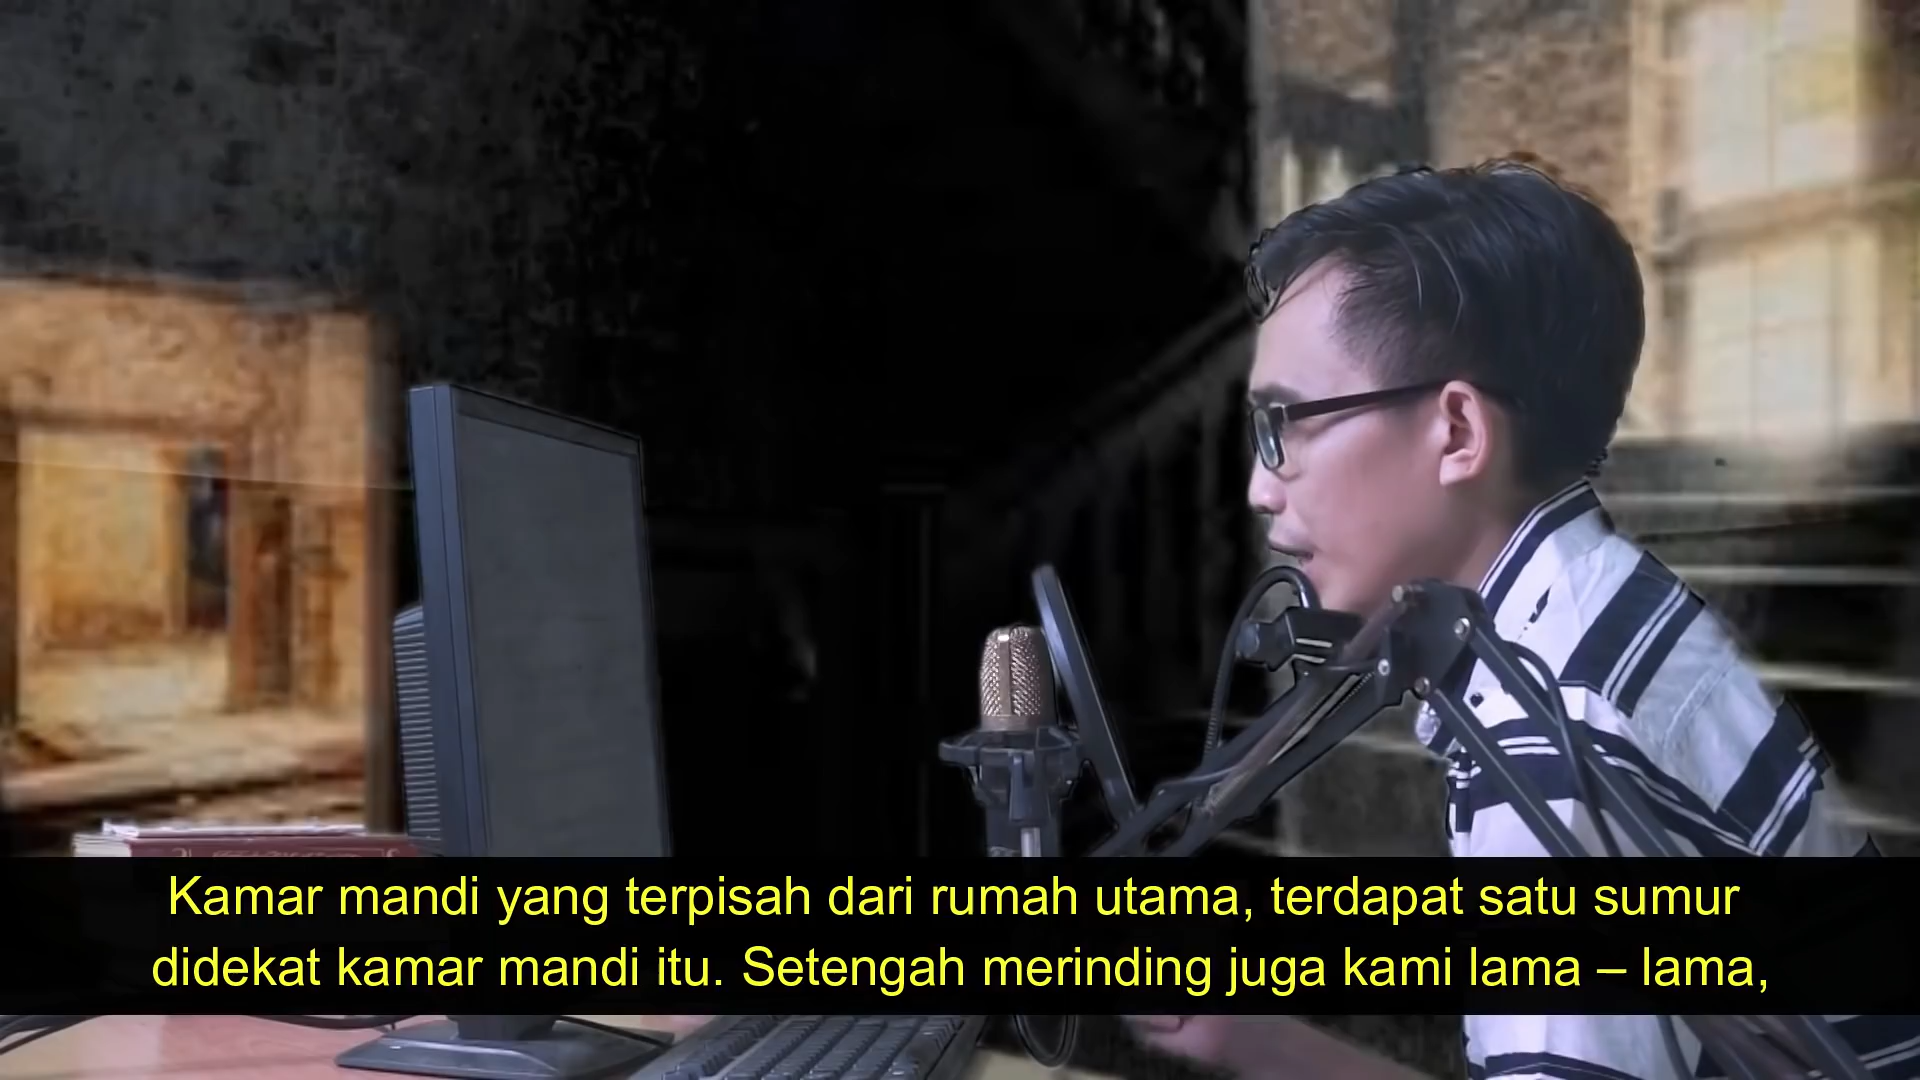 Kamar mandi yang terpisah dari rumah utama, terdapat satu sumur
didekat kamar mandi itu. Setengah merinding juga kami lama – lama,